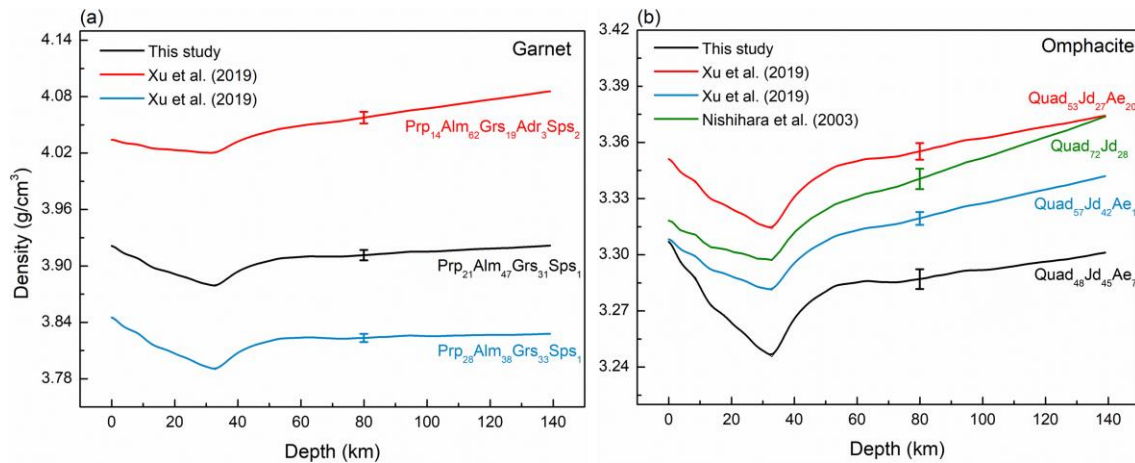 (a)
Garnet
This study
Xu et al. (2019)
Xu et al. (2019)
Prp₁₄Alm₆₂Grs₁₉Adr₃Sps₂
Prp₂₁Alm₄₇Grs₃₁Sps₁
Prp₂₈Alm₃₈Grs₃₃Sps₁
4.14
4.08
4.02
3.96
3.90
3.84
3.78
Density (g/cm³)
0 20 40 60 80 100 120 140
Depth (km)
(b)
Omphacite
This study
Xu et al. (2019)
Xu et al. (2019)
Nishihara et al. (2003)
Quad₅₃Jd₂₇Ae₂₀
Quad₇₂Jd₂₈
Quad₅₇Jd₄₂Ae₁
Quad₄₈Jd₄₅Ae₇
3.42
3.39
3.36
3.33
3.30
3.27
3.24
0 20 40 60 80 100 120 140
Depth (km)